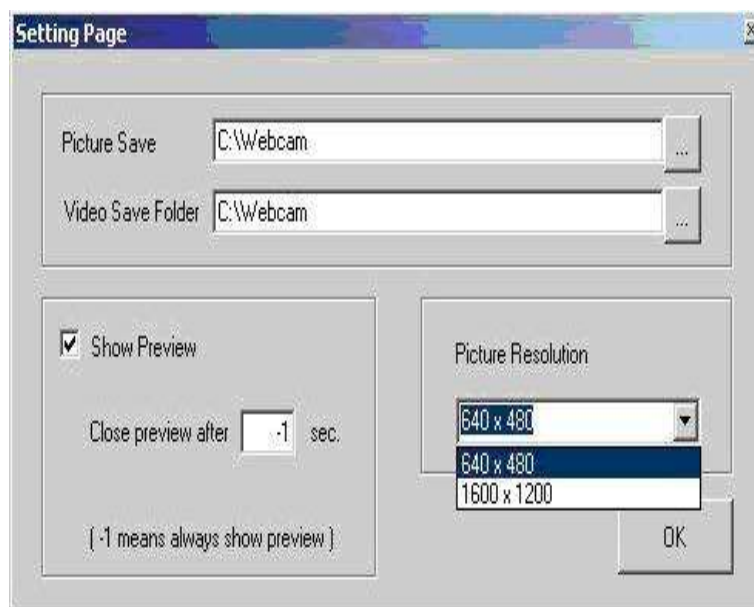 Setting Page
Picture Save C:\Webcam ...
Video Save Folder C:\Webcam ...
Show Preview
Close preview after -1 sec.
( -1 means always show preview )
Picture Resolution
640 x 480
640 x 480
1600 x 1200
OK